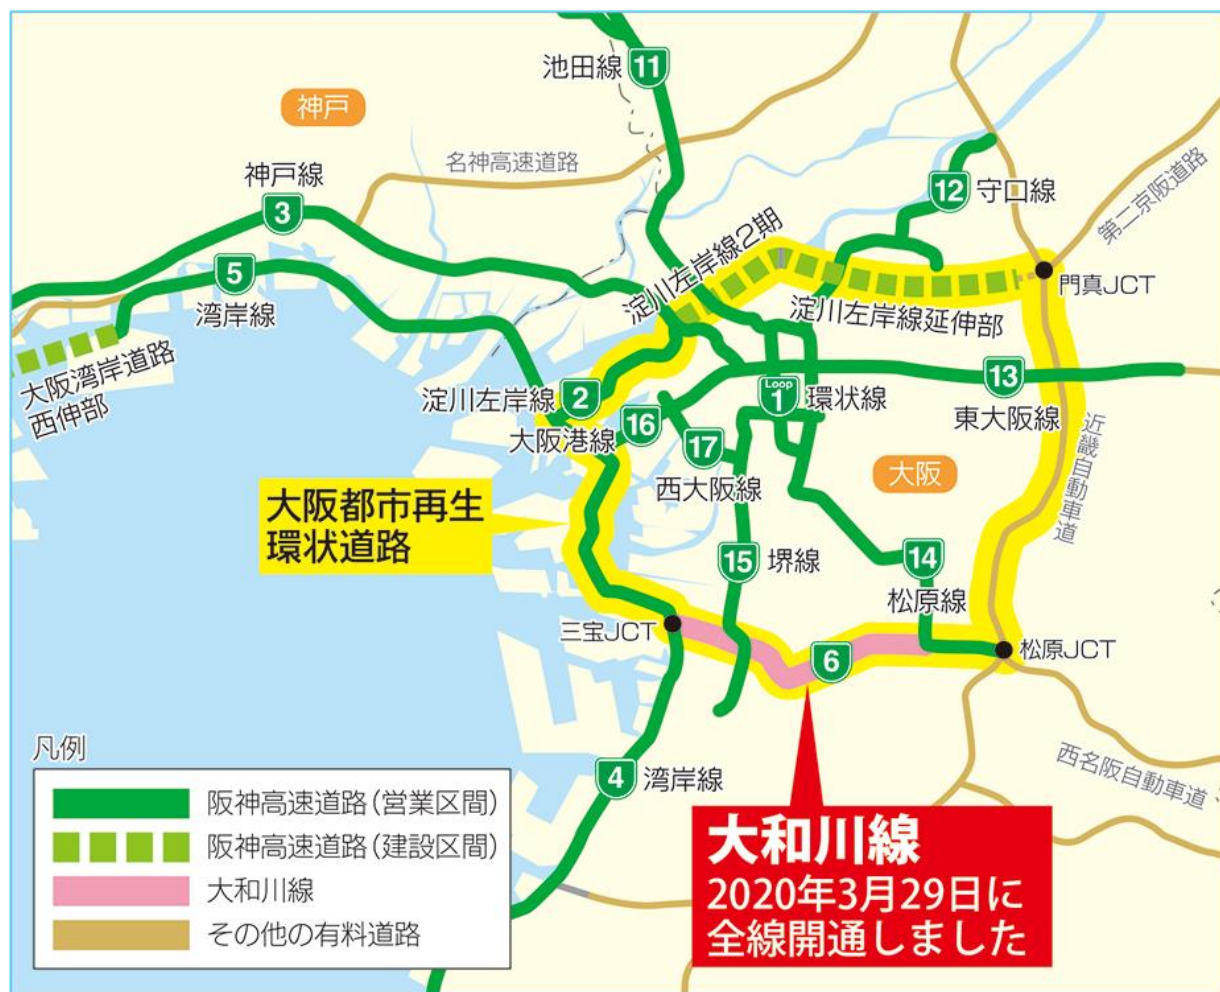 池田線
11
神戸
名神高速道路
神戸線
3
12
守口線
第二京阪道路
5
湾岸線
淀川左岸線2期
門真JCT
淀川左岸線延伸部
大阪湾岸道路
西伸部
淀川左岸線
2
Loop
1
環状線
13
東大阪線
大阪港線
16
17
西大阪線
大阪
近畿自動車道
大阪都市再生
環状道路
15
堺線
14
松原線
三宝JCT
6
松原JCT
4
湾岸線
西名阪自動車道
凡例
阪神高速道路(営業区間)
阪神高速道路(建設区間)
大和川線
その他の有料道路
大和川線
2020年3月29日に
全線開通しました